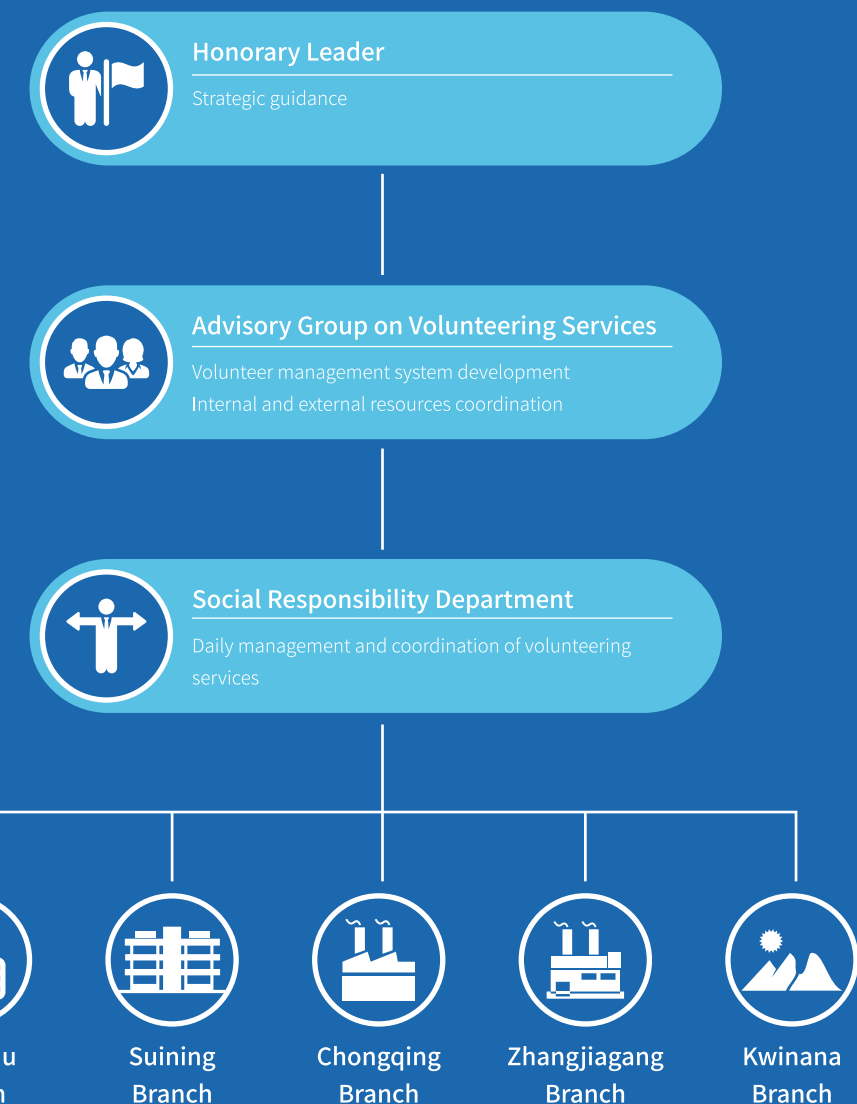 Honorary Leader
Strategic guidance
Advisory Group on Volunteering Services
Volunteer management system development
Internal and external resources coordination
Social Responsibility Department
Daily management and coordination of volunteering
services
Suining
Branch
Chongqing
Branch
Zhangjiagang
Branch
Kwinana
Branch